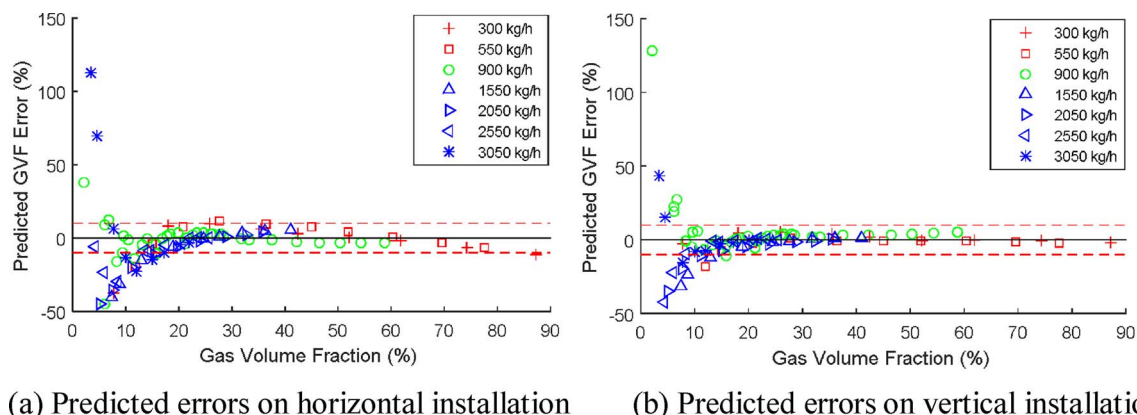 150
100
50
0
-50
Predicted GVF Error (%)
300 kg/h
550 kg/h
900 kg/h
1550 kg/h
2050 kg/h
2550 kg/h
3050 kg/h
0 10 20 30 40 50 60 70 80 90
Gas Volume Fraction (%)
(a) Predicted errors on horizontal installation
150
100
50
0
-50
Predicted GVF Error (%)
300 kg/h
550 kg/h
900 kg/h
1550 kg/h
2050 kg/h
2550 kg/h
3050 kg/h
0 10 20 30 40 50 60 70 80 90
Gas Volume Fraction (%)
(b) Predicted errors on vertical installatio